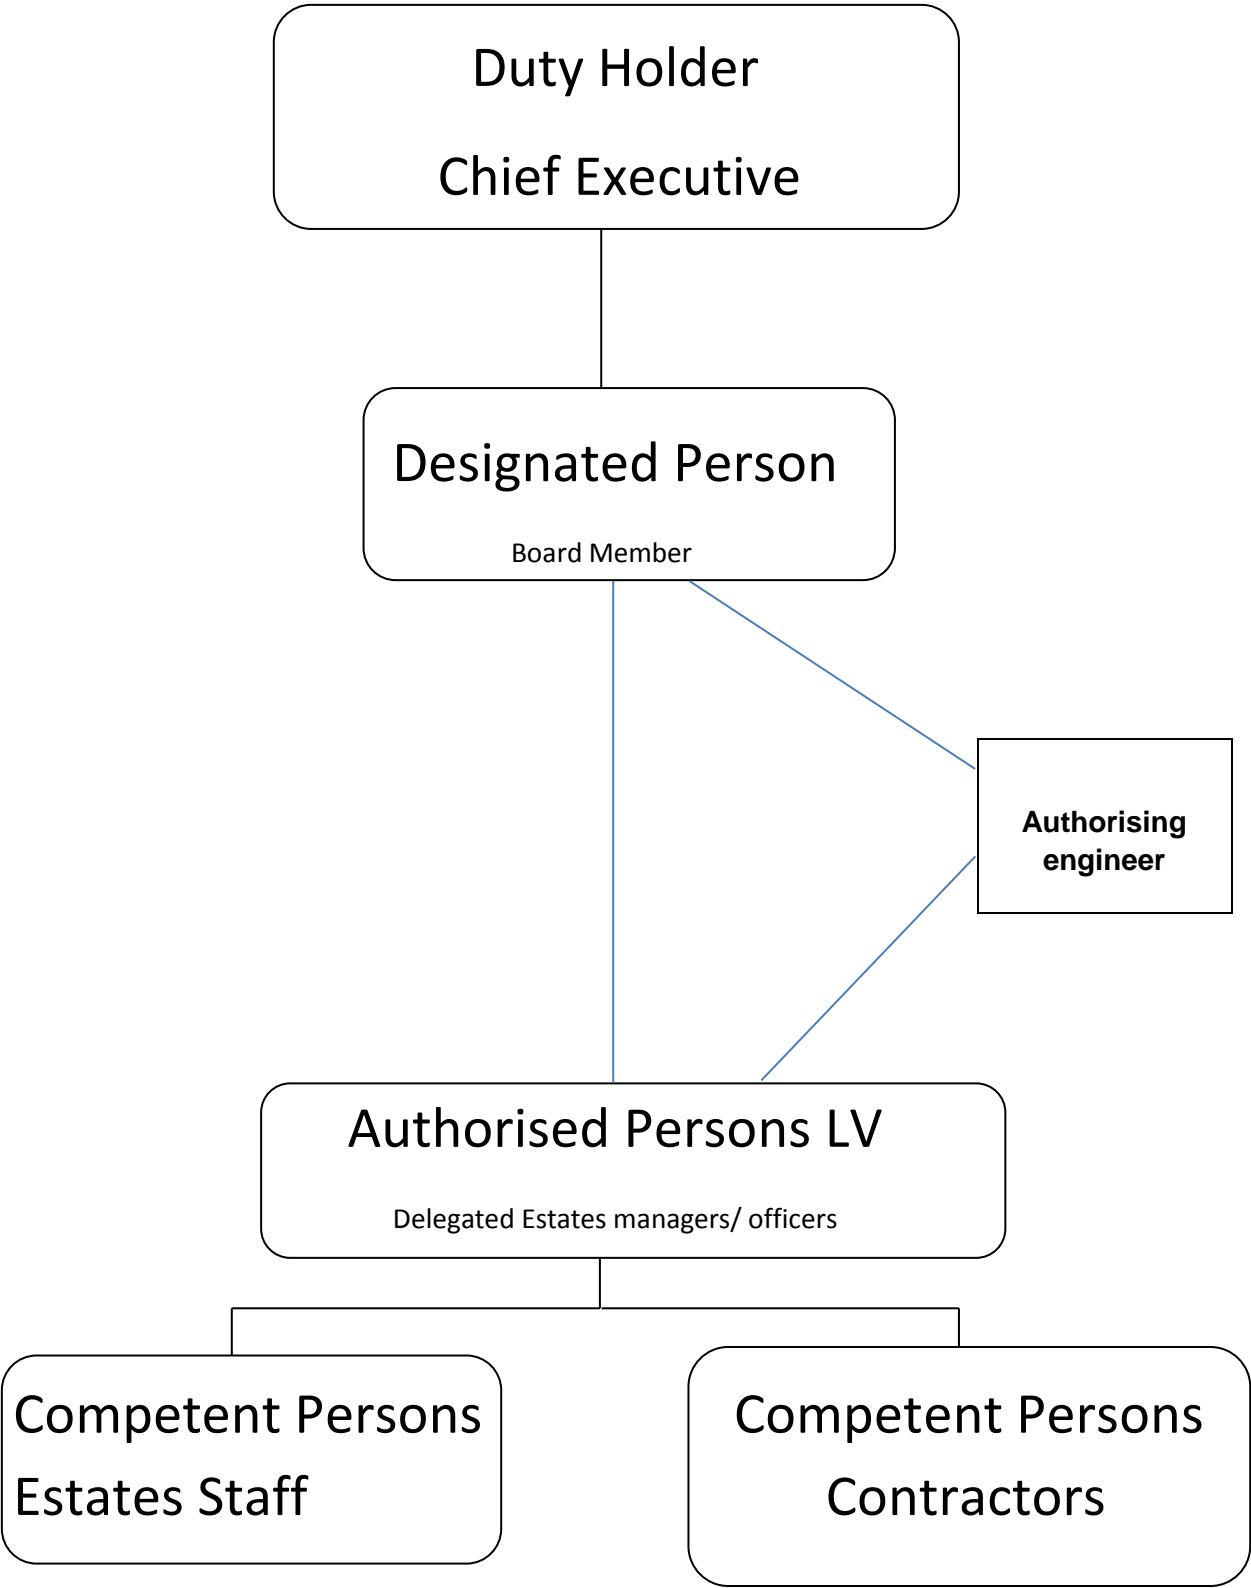 Duty Holder
Chief Executive
Designated Person
Board Member
Authorising
engineer
Authorised Persons LV
Delegated Estates managers/ officers
Competent Persons
Estates Staff
Competent Persons
Contractors